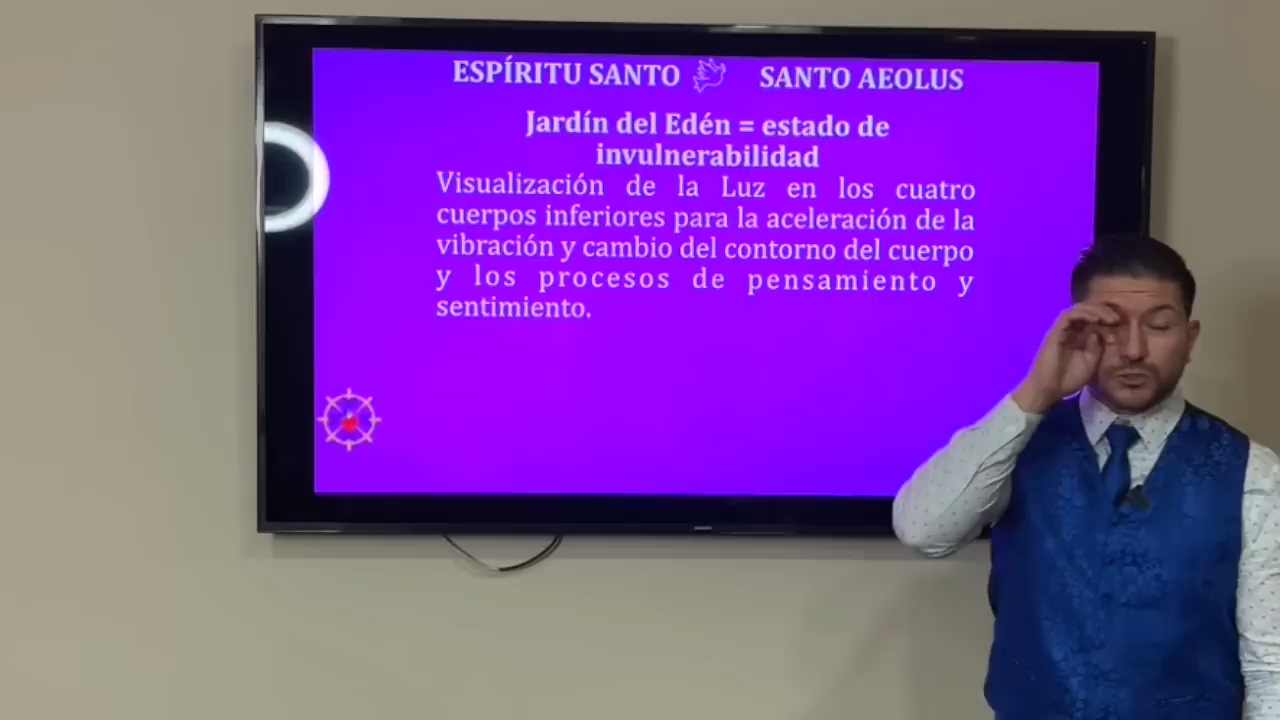 ESPÍRITU SANTO SANTO AEOLUS
Jardín del Edén = estado de
invulnerabilidad
Visualización de la Luz en los cuatro
cuerpos inferiores para la aceleración de la
vibración y cambio del contorno del cuerpo
y los procesos de pensamiento y
sentimiento.